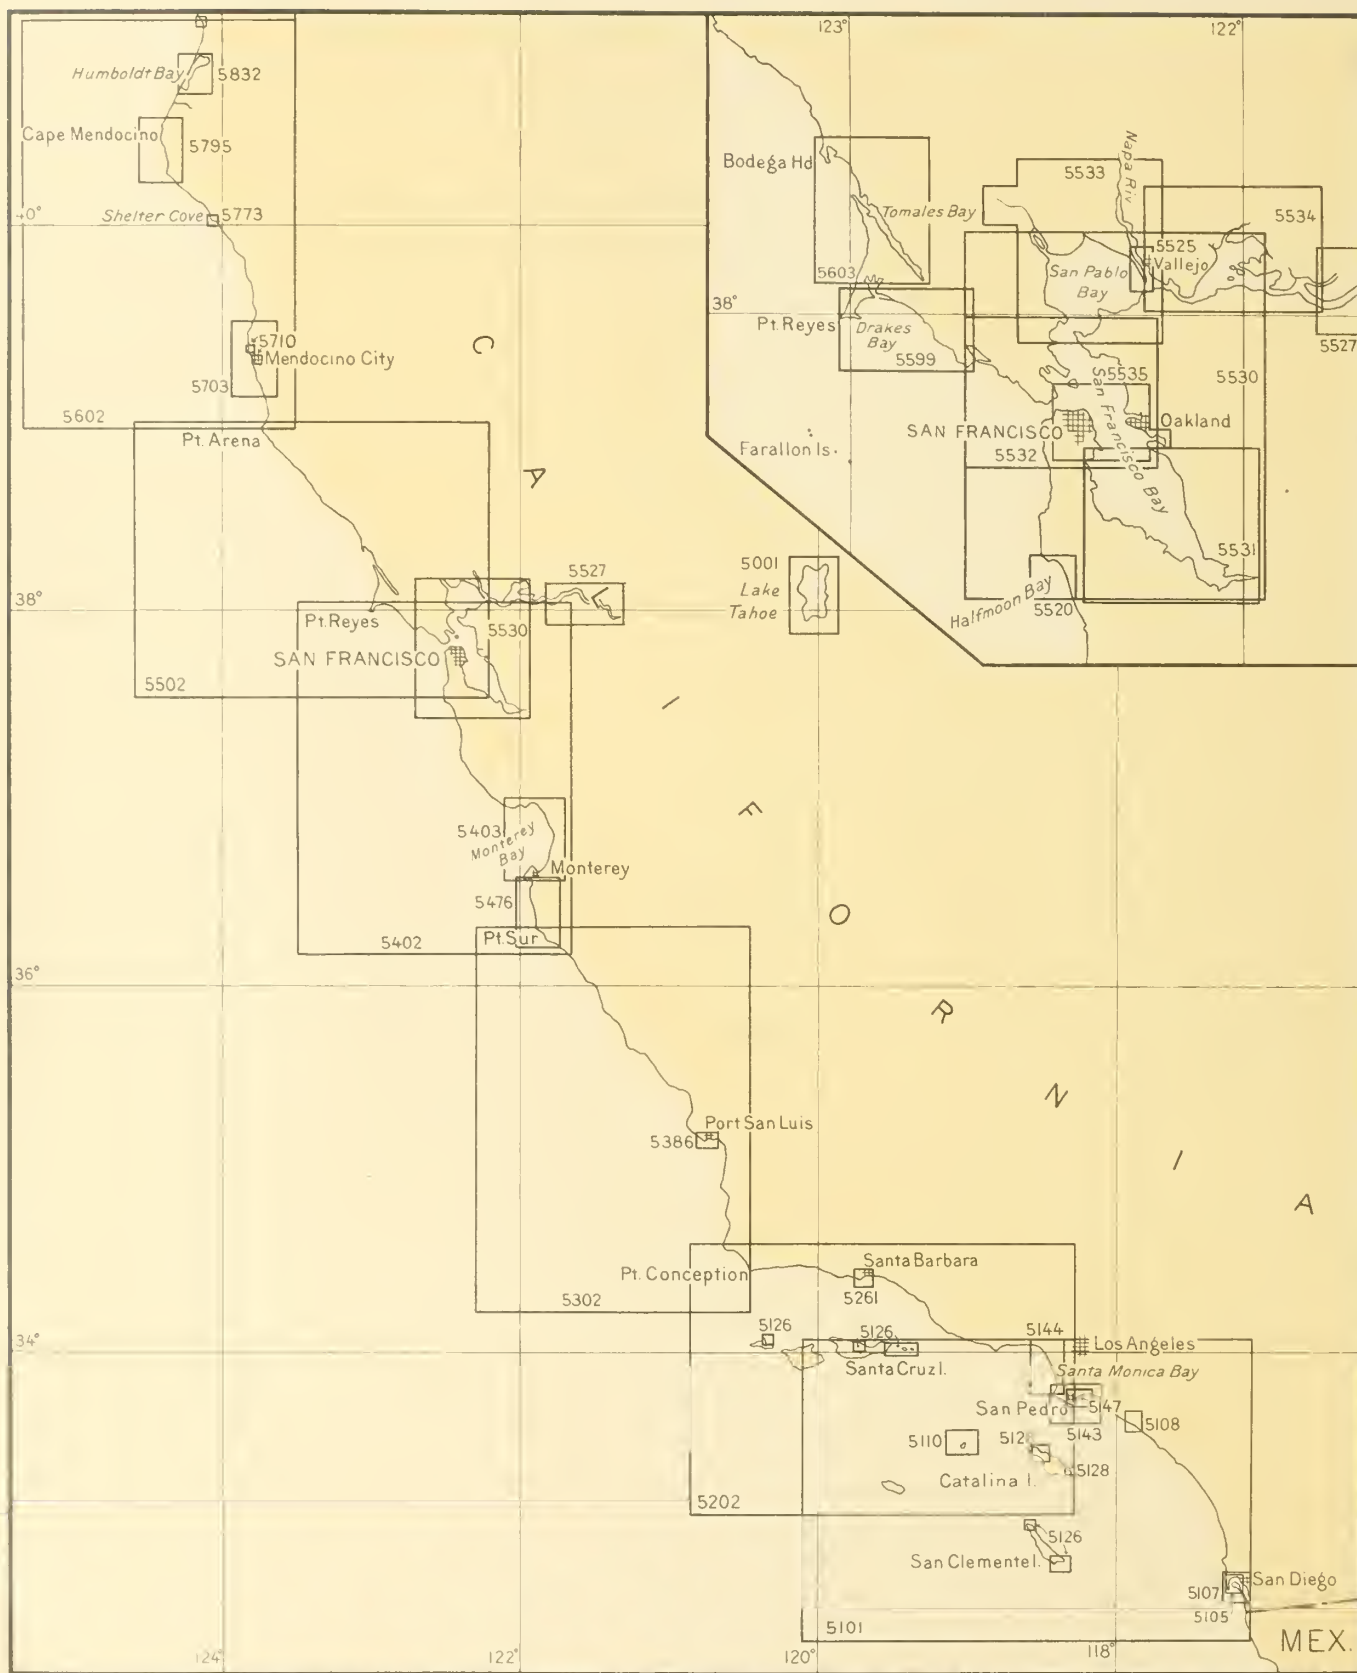 Humboldt Bay
5832
Cape Mendocino
5795
40°
Shelter Cove
5773
5710
Mendocino City
5703
5602
Pt. Arena
C
A
L
I
F
O
R
N
I
A
38°
Pt. Reyes
5527
5530
SAN FRANCISCO
5502
5001
Lake
Tahoe
5403
Monterey
Bay
Monterey
5476
5402
Pt. Sur
36°
Port San Luis
5386
Pt. Conception
5302
Santa Barbara
5261
34°
5126
5126
5144
Los Angeles
Santa Cruz I.
Santa Monica Bay
San Pedro
5147
5108
5110
5128
5143
Catalina I.
5128
5202
5126
San Clemente I.
San Diego
5107
5105
5101
MEX.
124°
122°
120°
118°
123°
122°
Bodega Hd
Napa Riv
5533
Tomales Bay
5534
5525
Vallejo
San Pablo
Bay
5603
38°
Pt. Reyes
Drakes
Bay
5599
5527
5535
5530
San Francisco Bay
SAN FRANCISCO
Oakland
5532
Farallon Is.
5531
Halfmoon Bay
5520